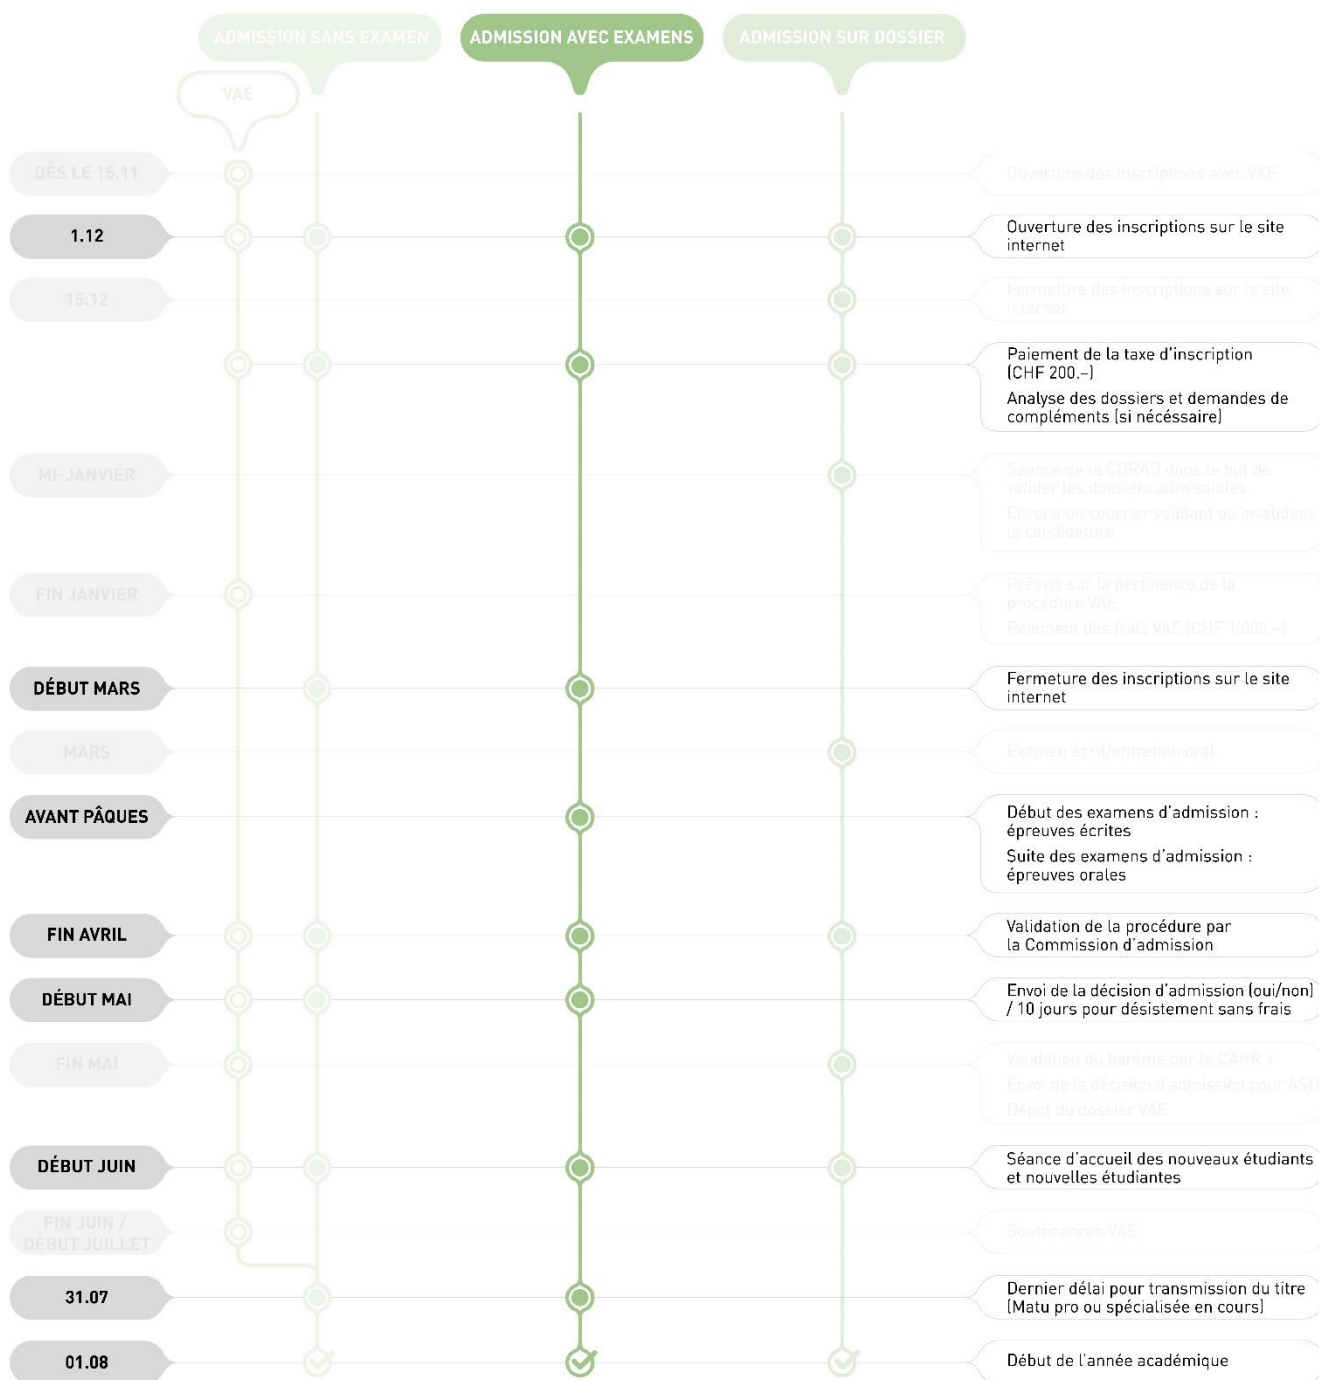 ADMISSION SANS EXAMEN
ADMISSION AVEC EXAMENS
ADMISSION SUR DOSSIER
VAE
DÈS LE 15.11
Ouverture des inscriptions avec VAE
1.12
Ouverture des inscriptions sur le site
internet
15.12
Fermeture des inscriptions sur le site
internet
Paiement de la taxe d'inscription
(CHF 200.–)
Analyse des dossiers et demandes de
compléments (si nécéssaire)
MI-JANVIER
Séance de la CORAD dans le but de
valider les dossiers admissibles
Envoi d'un courrier validant ou invalidant
la candidature
FIN JANVIER
Préavis sur la pertinence de la
procédure VAE
Paiement des frais VAE (CHF 1'000.–)
DÉBUT MARS
Fermeture des inscriptions sur le site
internet
MARS
Examen écrit/entretien oral
AVANT PÂQUES
Début des examens d'admission :
épreuves écrites
Suite des examens d'admission :
épreuves orales
FIN AVRIL
Validation de la procédure par
la Commission d'admission
DÉBUT MAI
Envoi de la décision d'admission (oui/non)
/ 10 jours pour désistement sans frais
FIN MAI
Validation du barème par le CAHR +
Envoi de la décision d'admission pour ASD
Dépot du dossier VAE
DÉBUT JUIN
Séance d'accueil des nouveaux étudiants
et nouvelles étudiantes
FIN JUIN /
DÉBUT JUILLET
Soutenances VAE
31.07
Dernier délai pour transmission du titre
(Matu pro ou spécialisée en cours)
01.08
Début de l'année académique